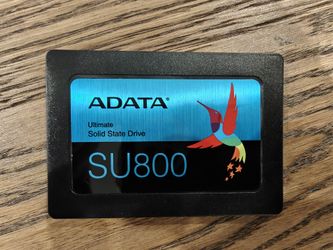 ADATA
Ultimate
Solid State Drive
SU800